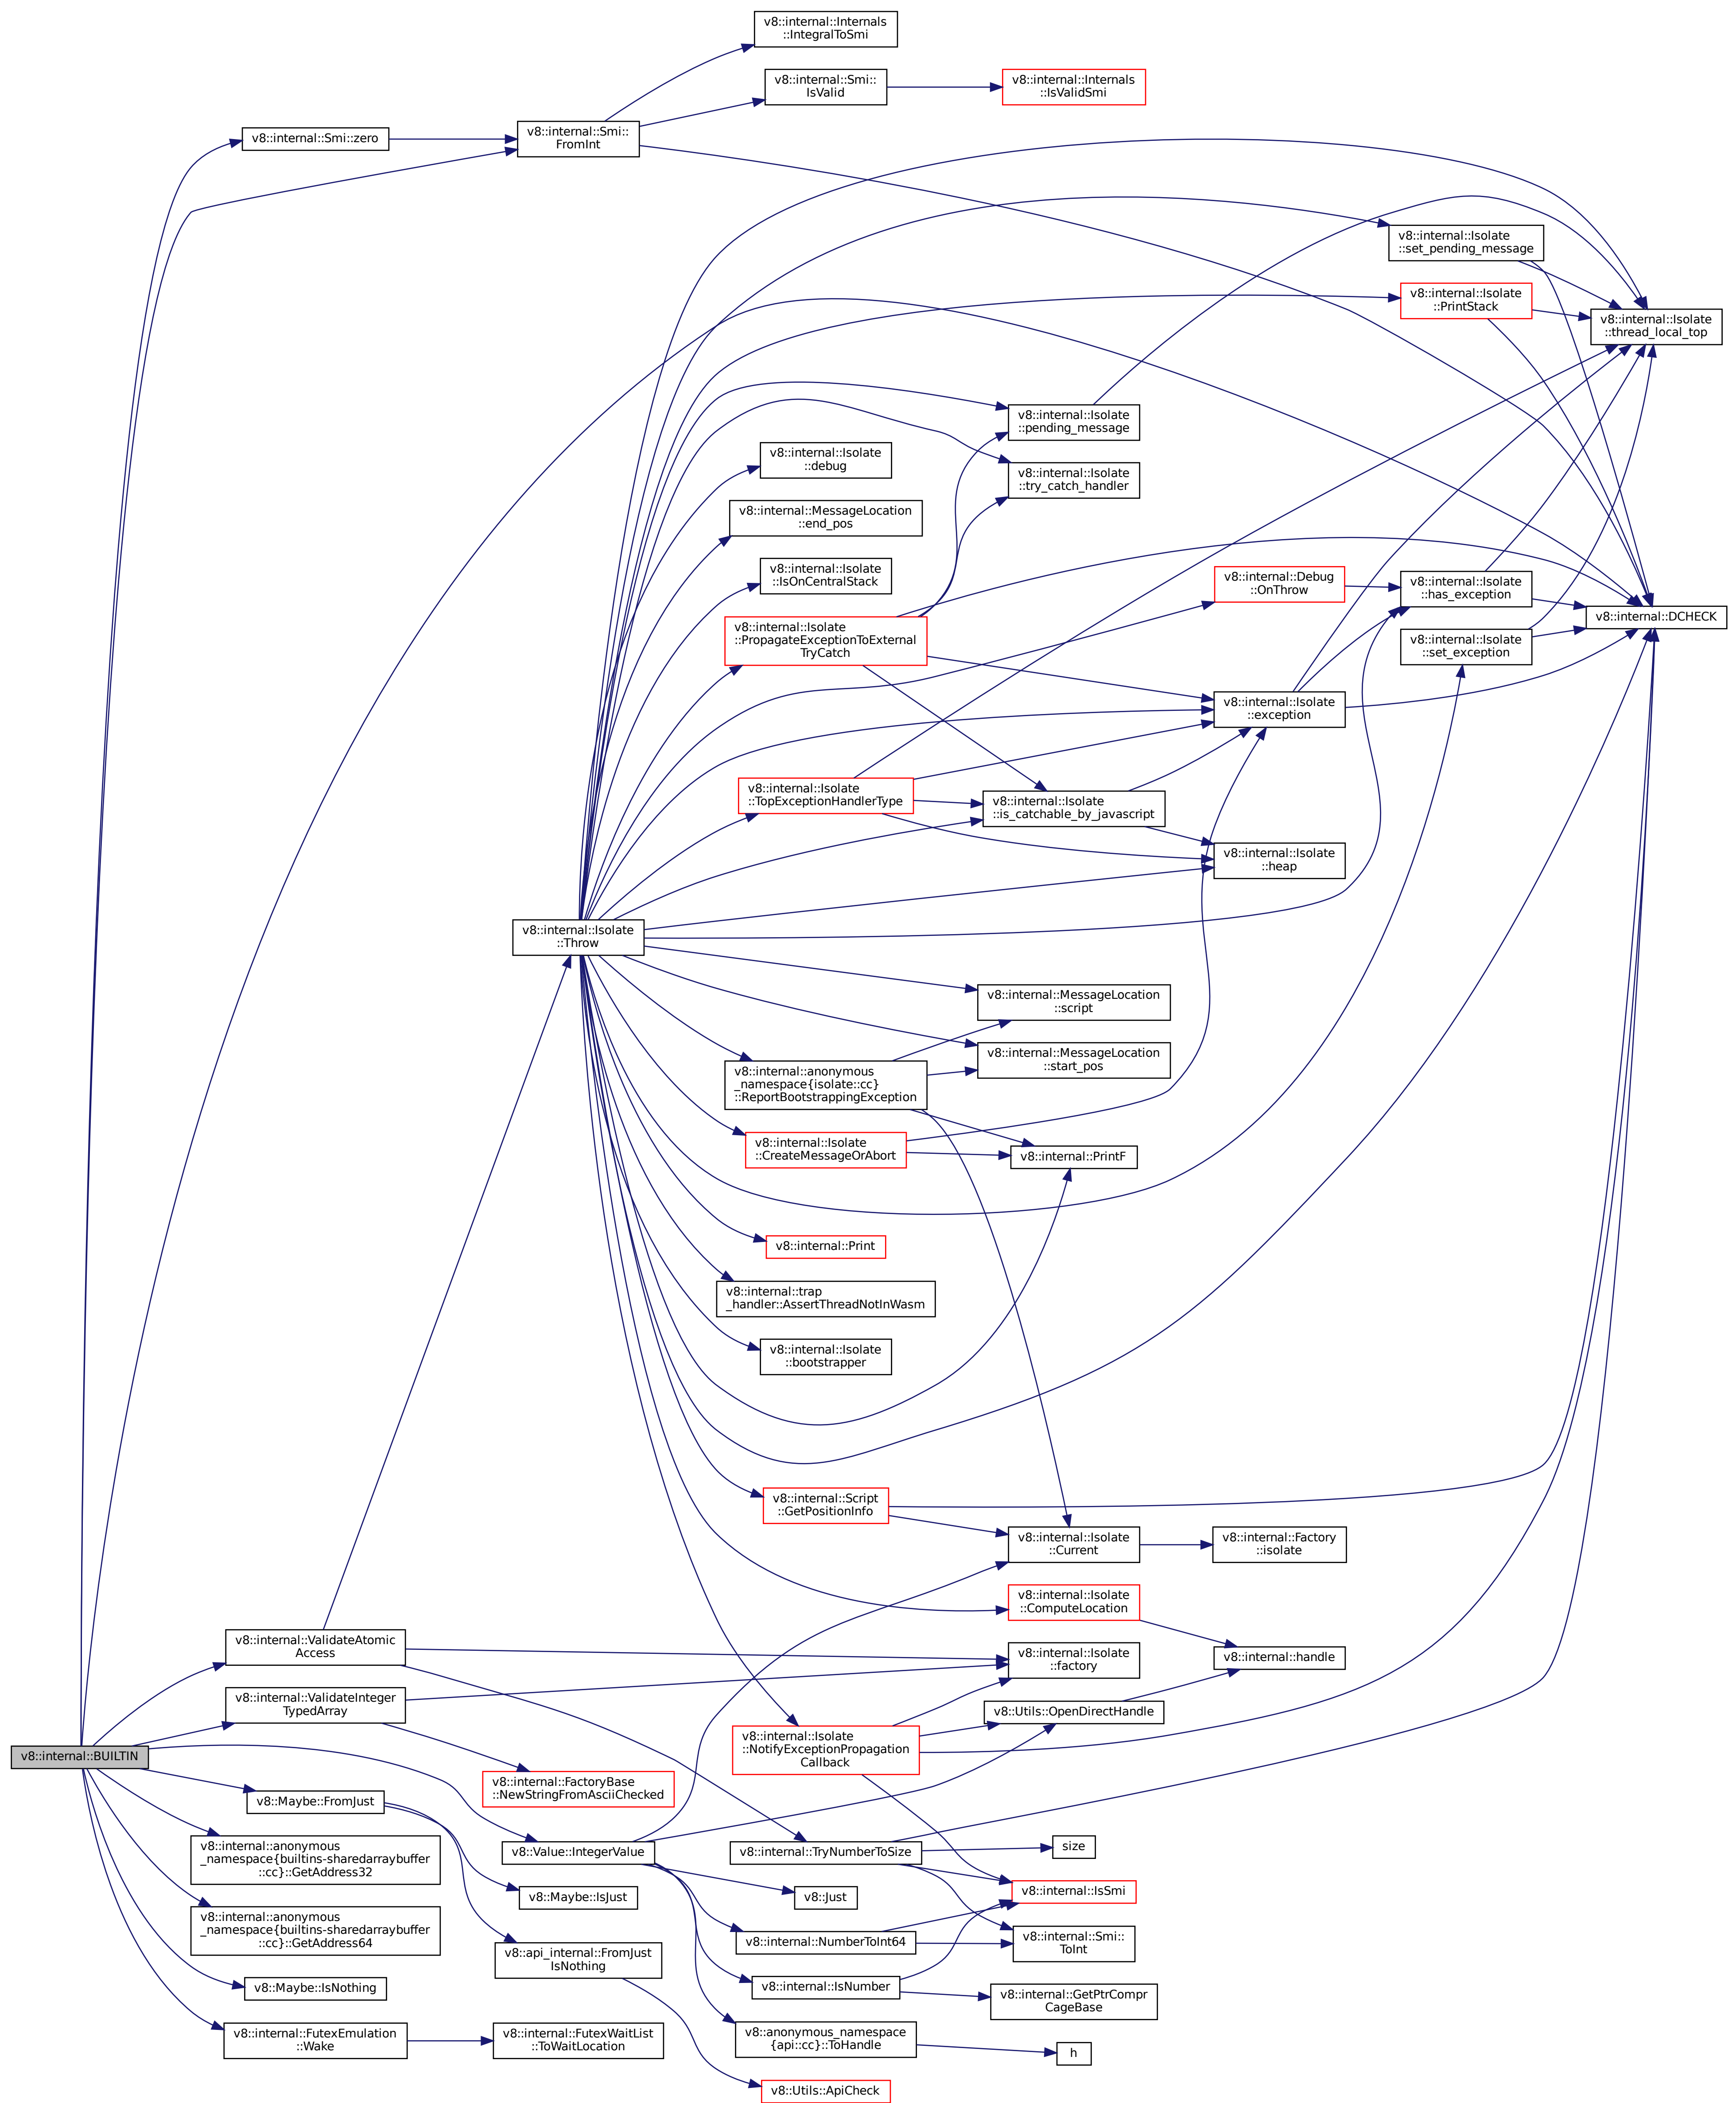 v8::internal::Internals
::IntegralToSmi
v8::internal::Smi::
IsValid
v8::internal::Internals
::IsValidSmi
v8::internal::Smi::zero
v8::internal::Smi::
FromInt
v8::internal::Isolate
::set_pending_message
v8::internal::Isolate
::PrintStack
v8::internal::Isolate
::thread_local_top
v8::internal::Isolate
::pending_message
v8::internal::Isolate
::debug
v8::internal::Isolate
::try_catch_handler
v8::internal::MessageLocation
::end_pos
v8::internal::Isolate
::IsOnCentralStack
v8::internal::Debug
::OnThrow
v8::internal::Isolate
::has_exception
v8::internal::DCHECK
v8::internal::Isolate
::PropagateExceptionToExternal
TryCatch
v8::internal::Isolate
::set_exception
v8::internal::Isolate
::exception
v8::internal::Isolate
::TopExceptionHandlerType
v8::internal::Isolate
::is_catchable_by_javascript
v8::internal::Isolate
::heap
v8::internal::Isolate
::Throw
v8::internal::MessageLocation
::script
v8::internal::MessageLocation
::start_pos
v8::internal::anonymous
_namespace{isolate::cc}
::ReportBootstrappingException
v8::internal::Isolate
::CreateMessageOrAbort
v8::internal::PrintF
v8::internal::Print
v8::internal::trap
_handler::AssertThreadNotInWasm
v8::internal::Isolate
::bootstrapper
v8::internal::Script
::GetPositionInfo
v8::internal::Isolate
::Current
v8::internal::Factory
::isolate
v8::internal::Isolate
::ComputeLocation
v8::internal::ValidateAtomic
Access
v8::internal::Isolate
::factory
v8::internal::handle
v8::internal::ValidateInteger
TypedArray
v8::Utils::OpenDirectHandle
v8::internal::Isolate
::NotifyExceptionPropagation
Callback
v8::internal::BUILTIN
v8::internal::FactoryBase
::NewStringFromAsciiChecked
v8::Maybe::FromJust
v8::internal::anonymous
_namespace{builtins-sharedarraybuffer
::cc}::GetAddress32
v8::Value::IntegerValue
v8::internal::TryNumberToSize
size
v8::Maybe::IsJust
v8::Just
v8::internal::IsSmi
v8::internal::anonymous
_namespace{builtins-sharedarraybuffer
::cc}::GetAddress64
v8::internal::NumberToInt64
v8::internal::Smi::
ToInt
v8::api_internal::FromJust
IsNothing
v8::Maybe::IsNothing
v8::internal::IsNumber
v8::internal::GetPtrCompr
CageBase
v8::internal::FutexEmulation
::Wake
v8::internal::FutexWaitList
::ToWaitLocation
v8::anonymous_namespace
{api::cc}::ToHandle
h
v8::Utils::ApiCheck